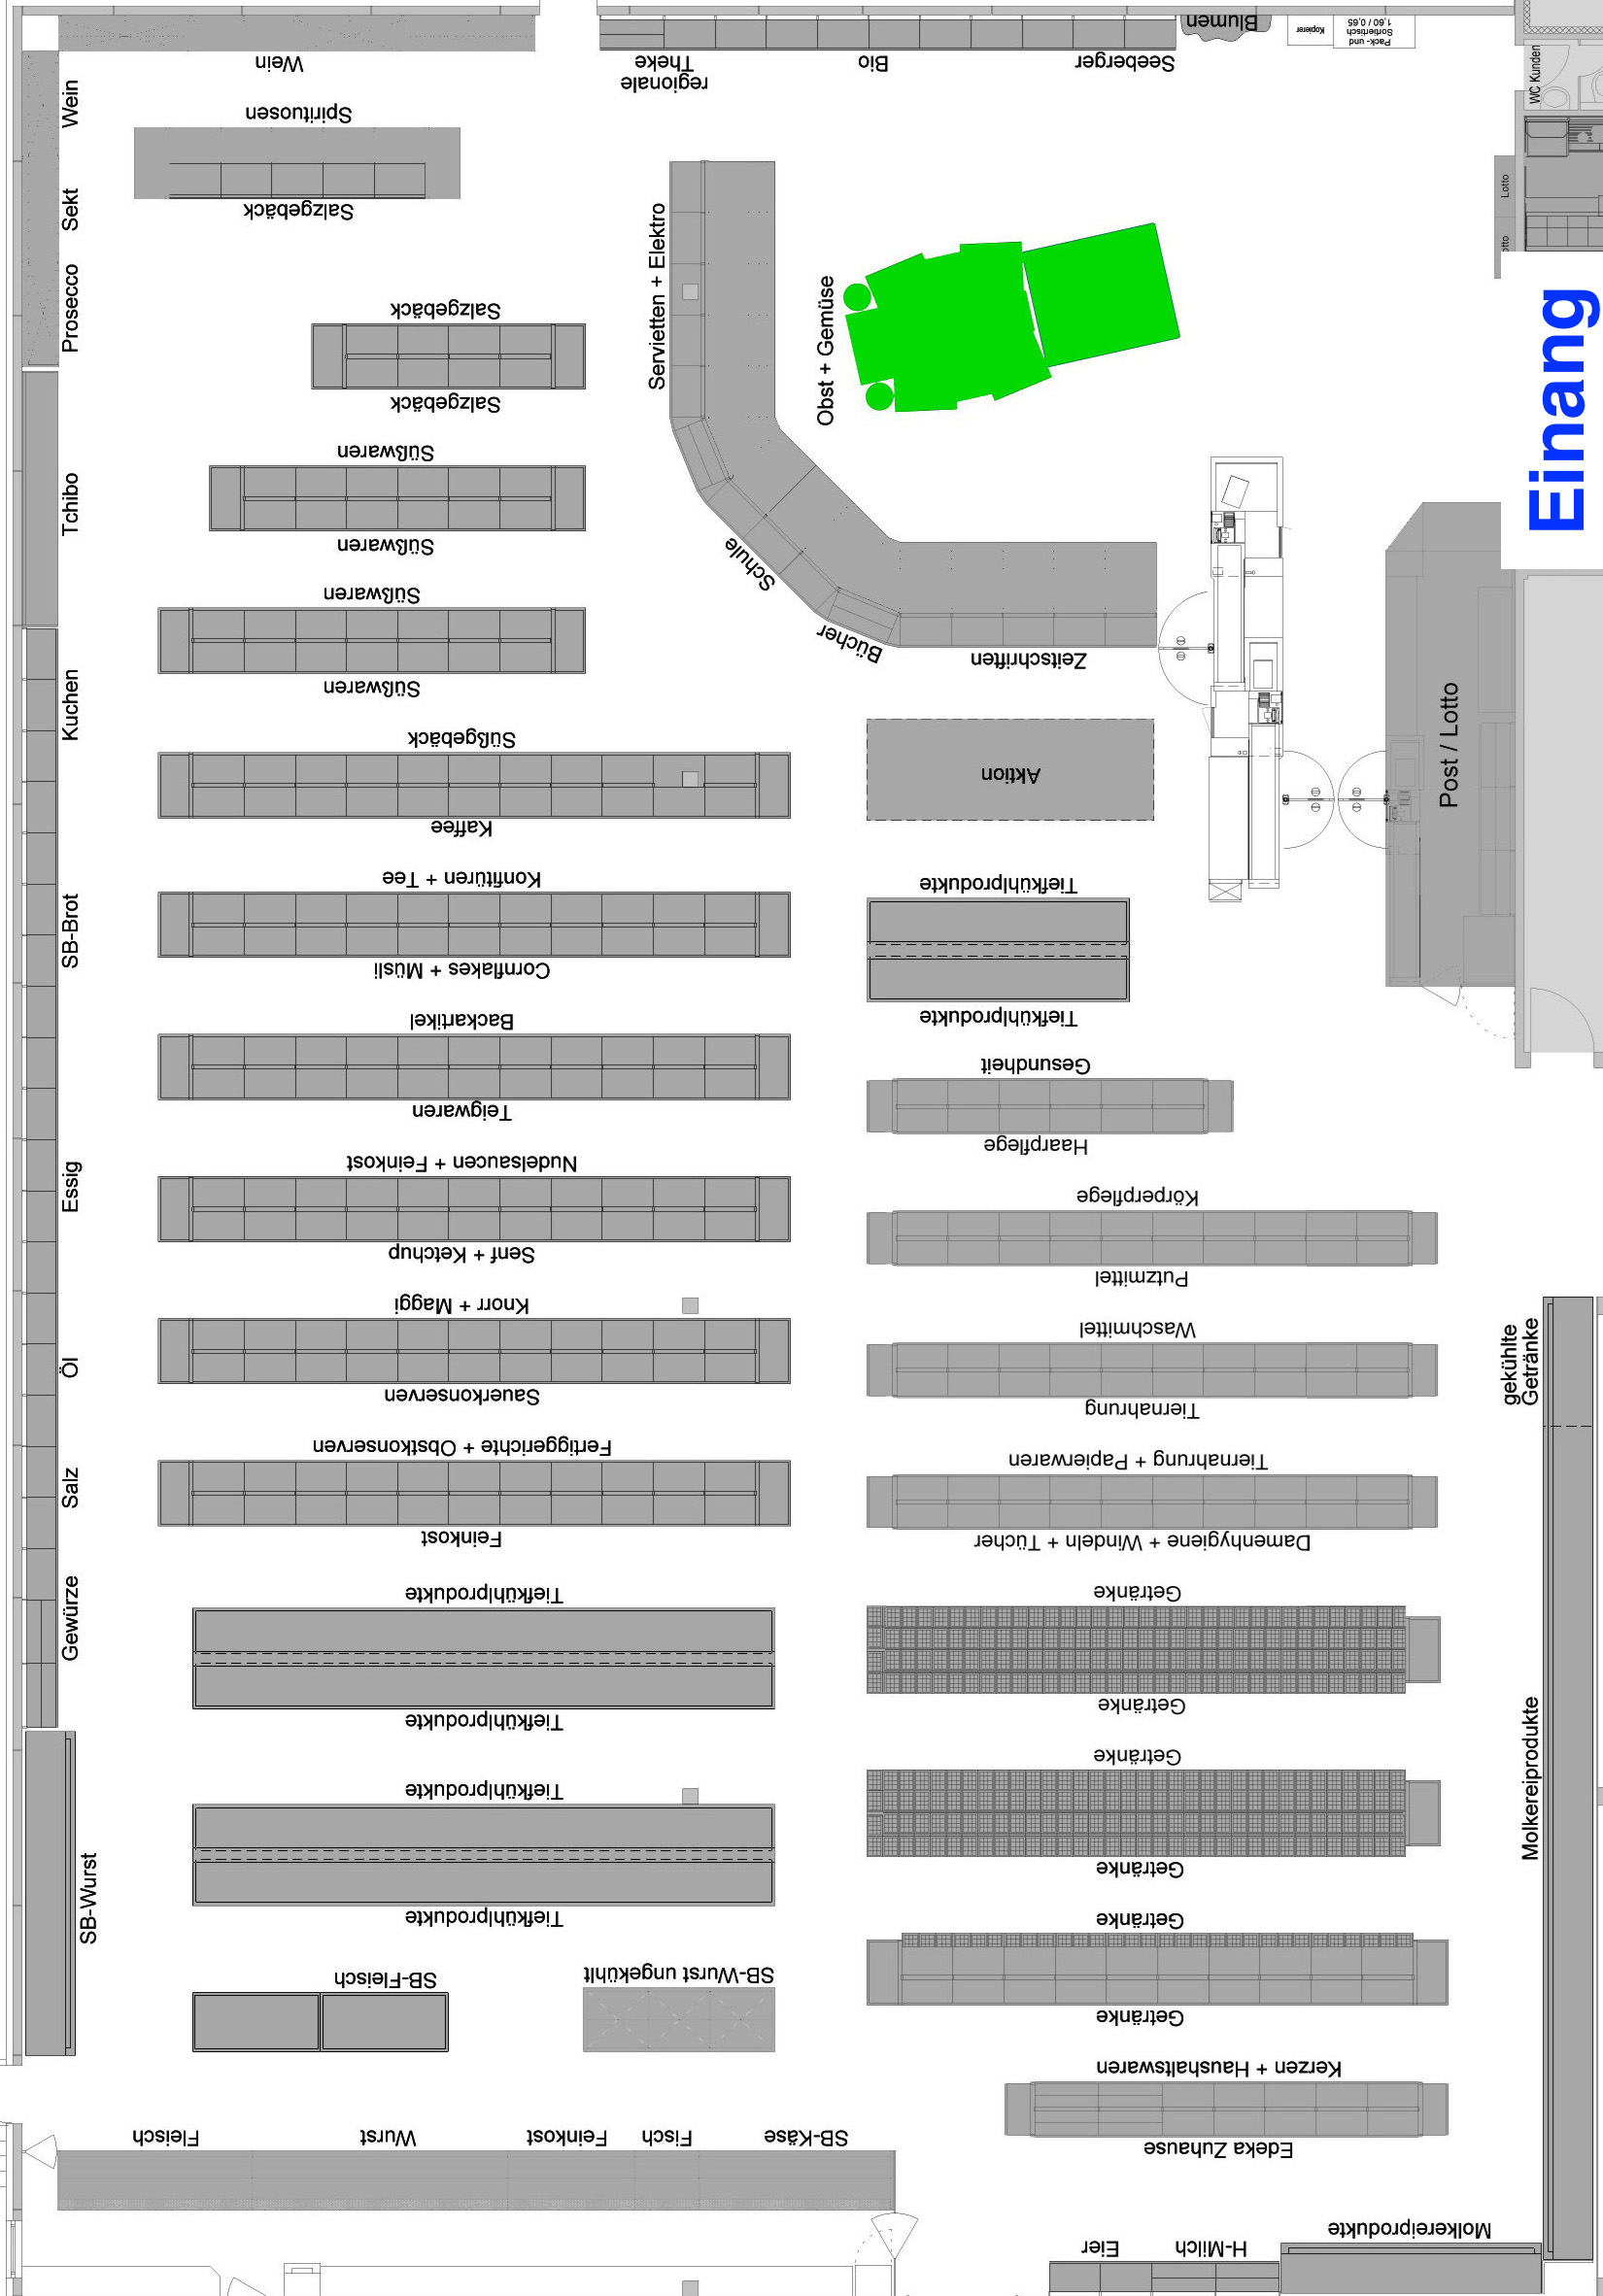 Blumen
Kopierer
Pack- und
Sortiertisch
1,60 / 0,65
WC Kunden
Wein
regionale
Theke
Bio
Seeberger
Wein
Sekt
Prosecco
Tchibo
Kuchen
SB-Brot
Essig
Öl
Salz
Gewürze
SB-Wurst
Spirituosen
Salzgebäck
Salzgebäck
Salzgebäck
Süßwaren
Süßwaren
Süßwaren
Süßwaren
Süßgebäck
Kaffee
Konfitüren + Tee
Cornflakes + Müsli
Backartikel
Teigwaren
Nudelsaucen + Feinkost
Senf + Ketchup
Knorr + Maggi
Sauerkonserven
Fertiggerichte + Obstkonserven
Feinkost
Tiefkühlprodukte
Tiefkühlprodukte
Tiefkühlprodukte
Tiefkühlprodukte
SB-Fleisch
SB-Wurst ungekühlt
Fleisch
Wurst
Feinkost
Fisch
SB-Käse
Servietten + Elektro
Schule
Bücher
Zeitschriften
Obst + Gemüse
Lotto
otto
Einang
Post / Lotto
Aktion
Tiefkühlprodukte
Tiefkühlprodukte
Gesundheit
Haarpflege
Körperpflege
Putzmittel
Waschmittel
Tiernahrung
Tiernahrung + Papierwaren
Damenhygiene + Windeln + Tücher
Getränke
Getränke
Getränke
Getränke
Getränke
Getränke
Kerzen + Haushaltswaren
Edeka Zuhause
gekühlte
Getränke
Molkereiprodukte
Molkereiprodukte
Eier
H-Milch